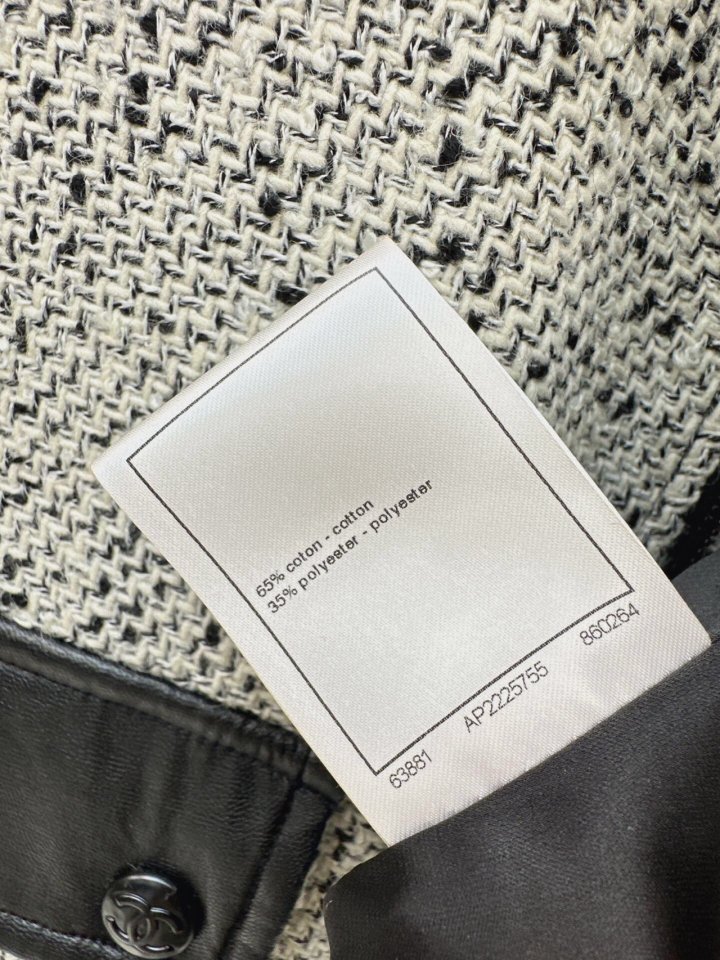 65% coton - cotton
35% polyester - polyester
63881 AP2225755 860264